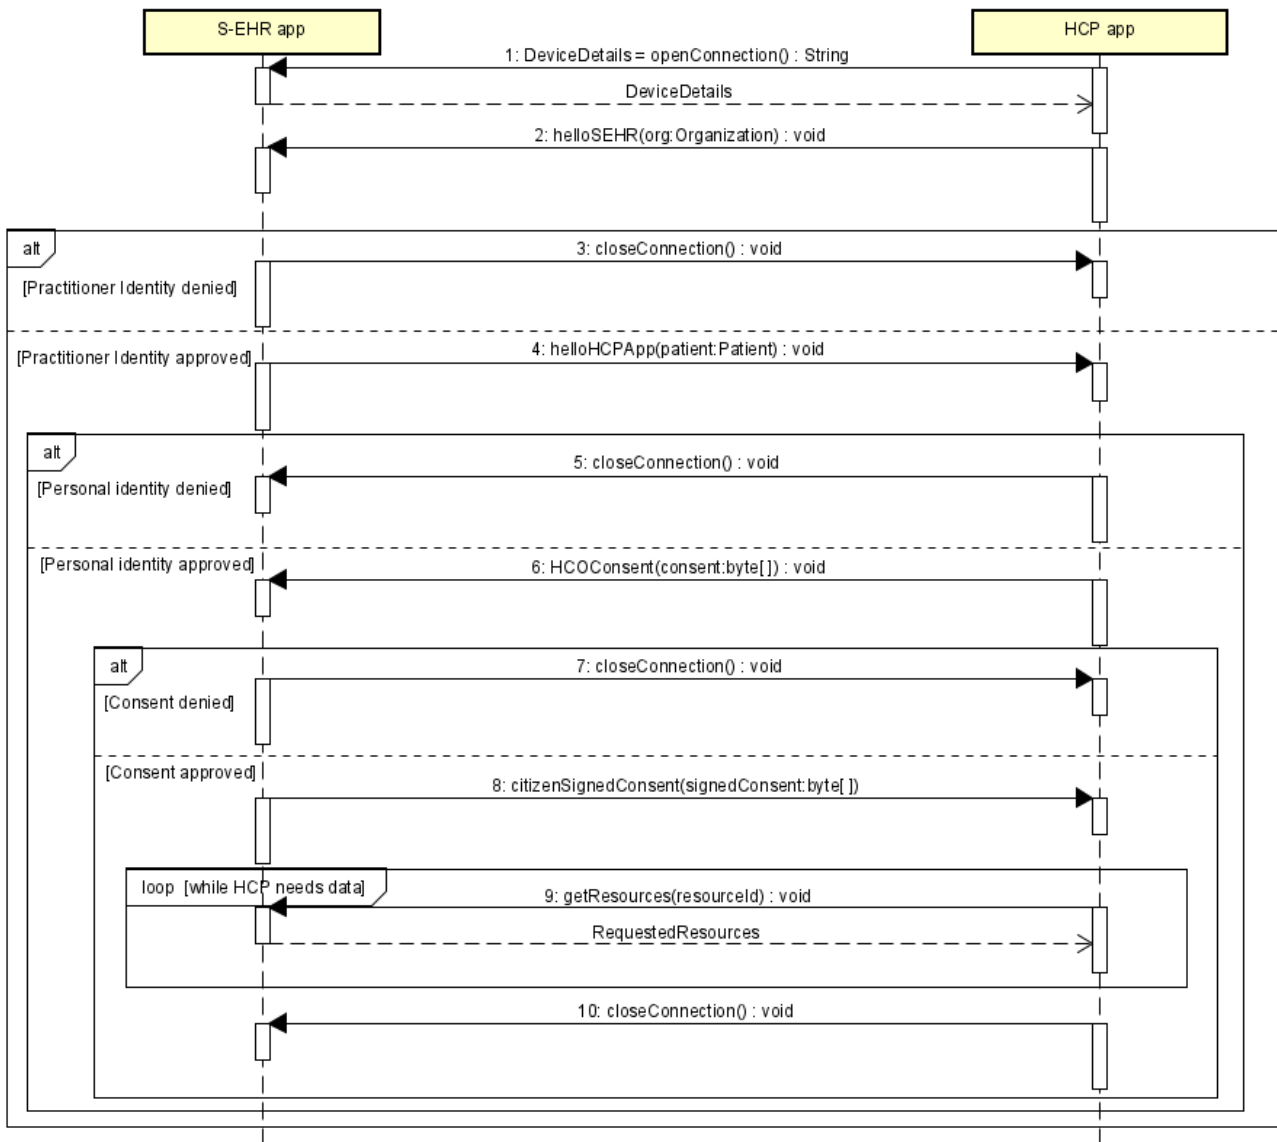 S-EHR app
HCP app
1: DeviceDetails = openConnection() : String
DeviceDetails
2: helloSEHR(org:Organization) : void
alt
3: closeConnection() : void
[Practitioner Identity denied]
[Practitioner Identity approved]
4: helloHCPApp(patient:Patient) : void
alt
5: closeConnection() : void
[Personal identity denied]
[Personal identity approved]
6: HCOConsent(consent:byte[ ]) : void
alt
7: closeConnection() : void
[Consent denied]
[Consent approved]
8: citizenSignedConsent(signedConsent:byte[ ])
loop [while HCP needs data]
9: getResources(resourceId) : void
RequestedResources
10: closeConnection() : void